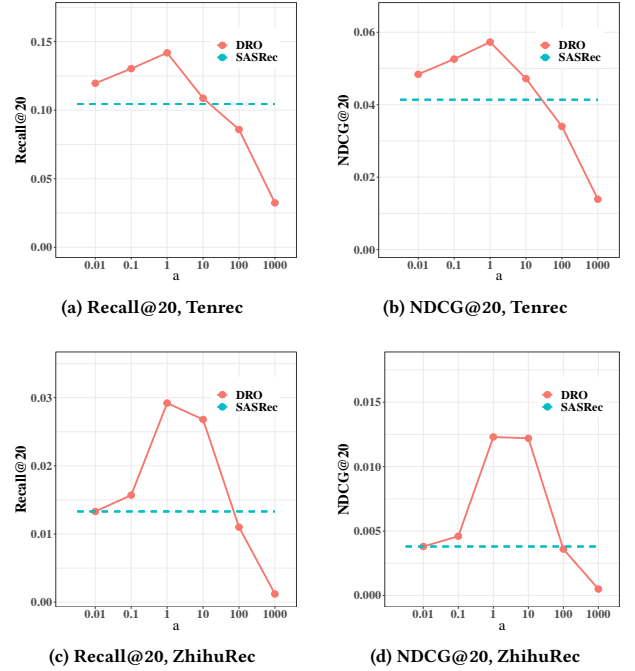 0.15
0.10
0.05
0.00
Recall@20
DRO
SASRec
0.01 0.1 1 10 100 1000
a
(a) Recall@20, Tenrec
0.06
0.04
0.02
0.00
NDCG@20
DRO
SASRec
0.01 0.1 1 10 100 1000
a
(b) NDCG@20, Tenrec
0.03
0.02
0.01
0.00
Recall@20
DRO
SASRec
0.01 0.1 1 10 100 1000
a
(c) Recall@20, ZhihuRec
0.015
0.010
0.005
0.000
NDCG@20
DRO
SASRec
0.01 0.1 1 10 100 1000
a
(d) NDCG@20, ZhihuRec